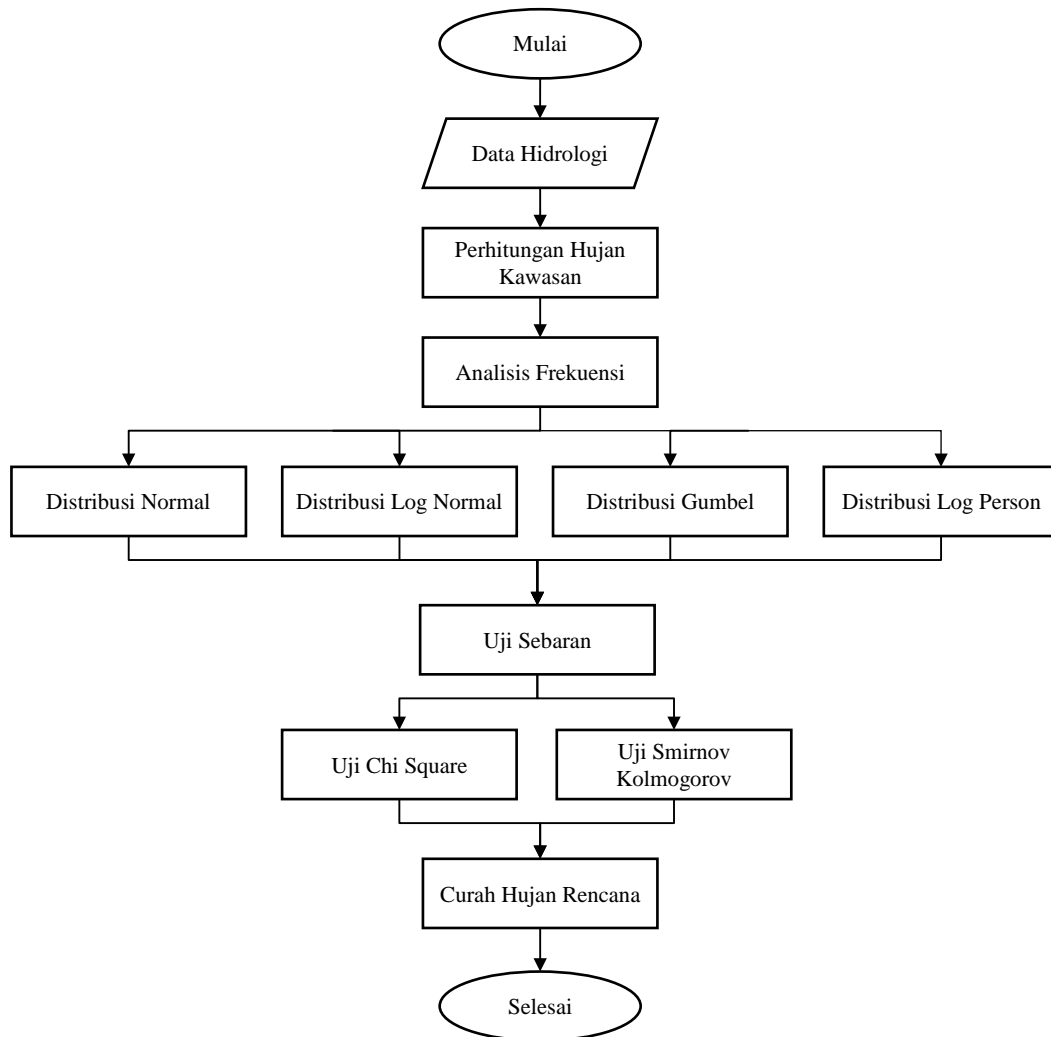 Mulai
Data Hidrologi
Perhitungan Hujan
Kawasan
Analisis Frekuensi
Distribusi Normal
Distribusi Log Normal
Distribusi Gumbel
Distribusi Log Person
Uji Sebaran
Uji Chi Square
Uji Smirnov
Kolmogorov
Curah Hujan Rencana
Selesai